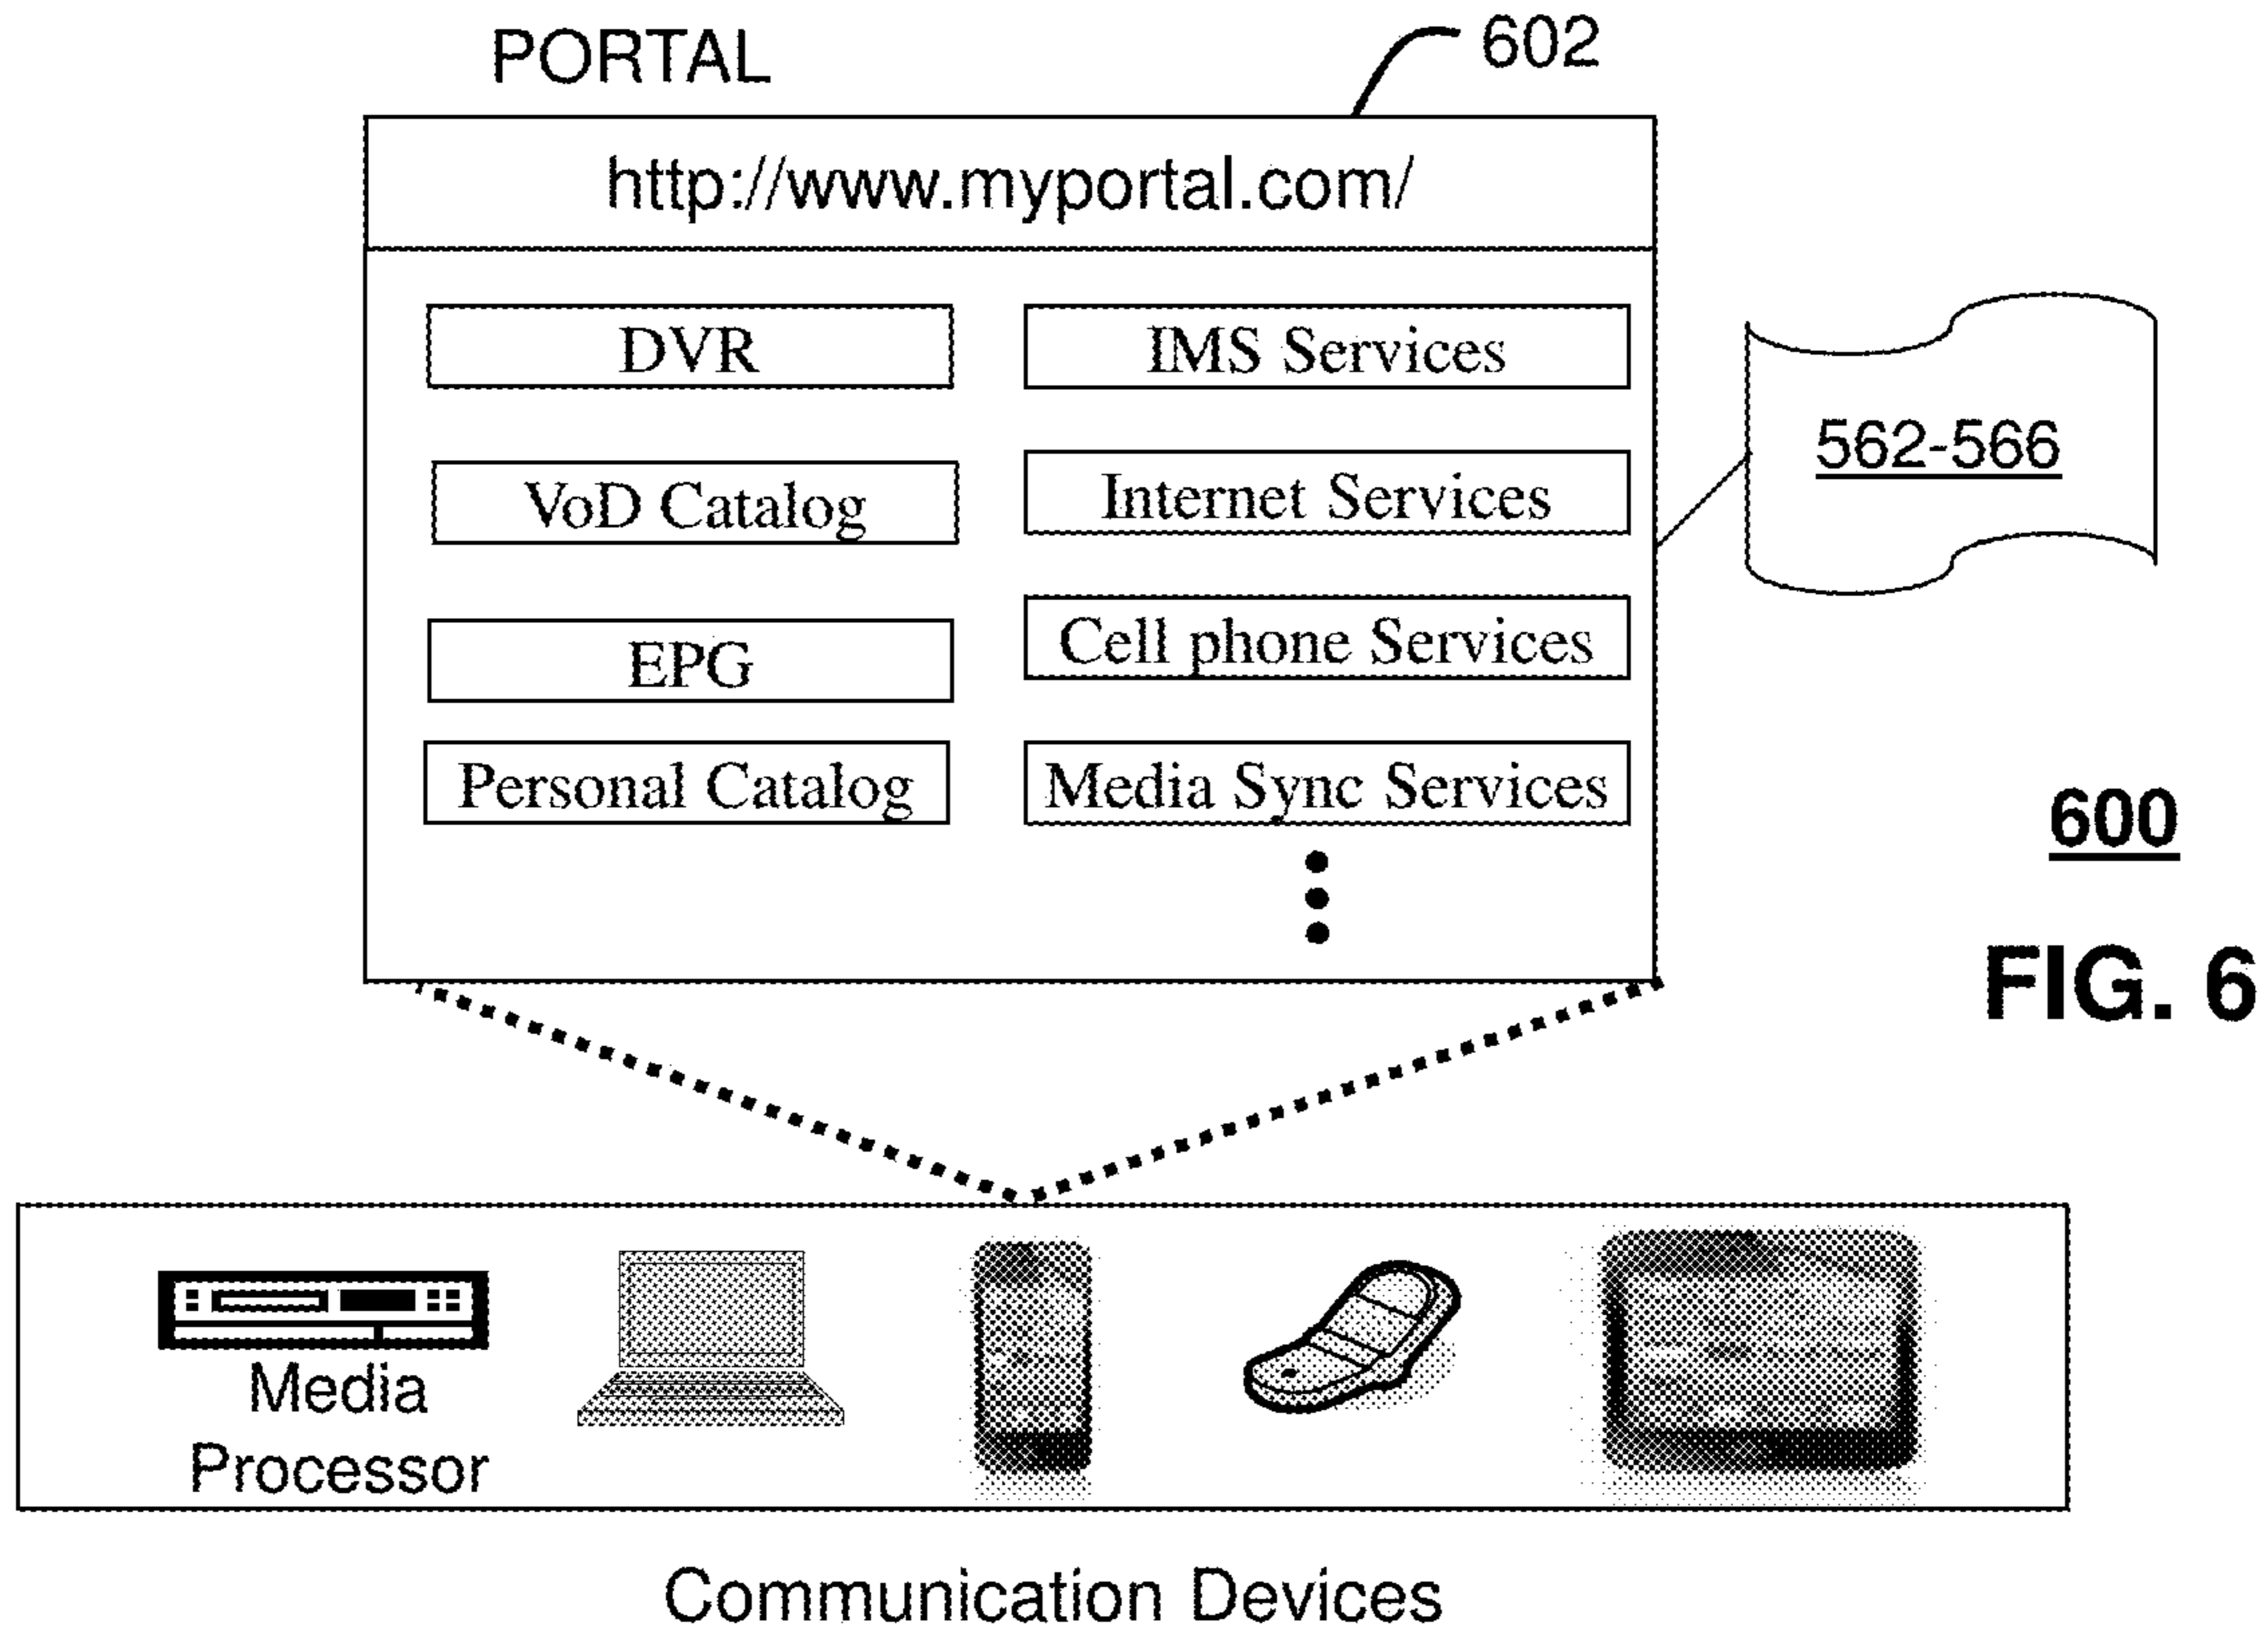 PORTAL
602
http://www.myportal.com/
DVR
IMS Services
VoD Catalog
Internet Services
562-566
EPG
Cell phone Services
Personal Catalog
Media Sync Services
600
FIG. 6
Media
Processor
Communication Devices